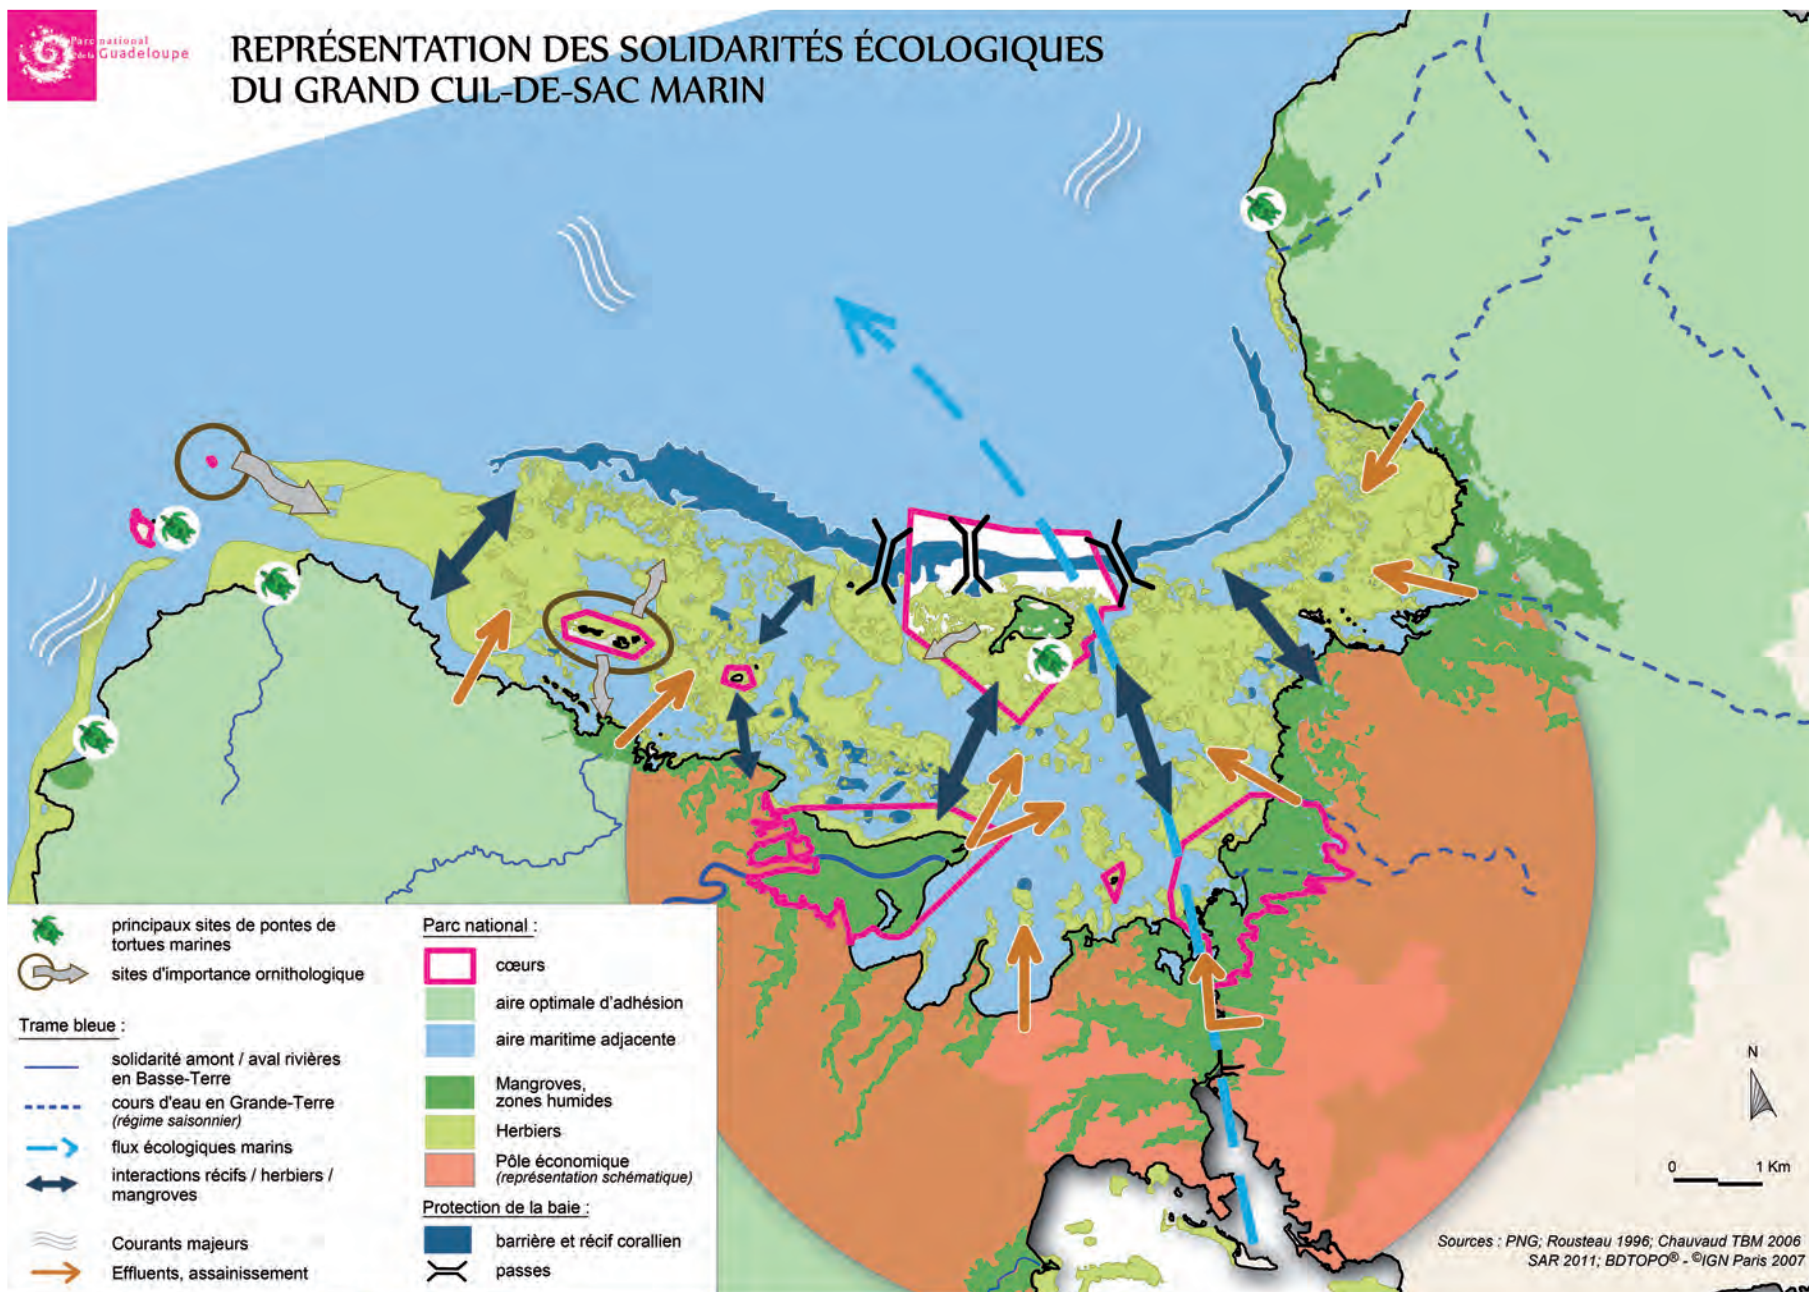 Parc national
de la Guadeloupe
REPRÉSENTATION DES SOLIDARITÉS ÉCOLOGIQUES
DU GRAND CUL-DE-SAC MARIN
principaux sites de pontes de
tortues marines
sites d'importance ornithologique
Trame bleue :
solidarité amont / aval rivières
en Basse-Terre
cours d'eau en Grande-Terre
(régime saisonnier)
flux écologiques marins
interactions récifs / herbiers /
mangroves
Courants majeurs
Effluents, assainissement
Parc national :
cœurs
aire optimale d'adhésion
aire maritime adjacente
Mangroves,
zones humides
Herbiers
Pôle économique
(représentation schématique)
Protection de la baie :
barrière et récif corallien
passes
N
0 1 Km
Sources : PNG; Rousteau 1996; Chauvaud TBM 2006
SAR 2011; BDTOPO® - ©IGN Paris 2007